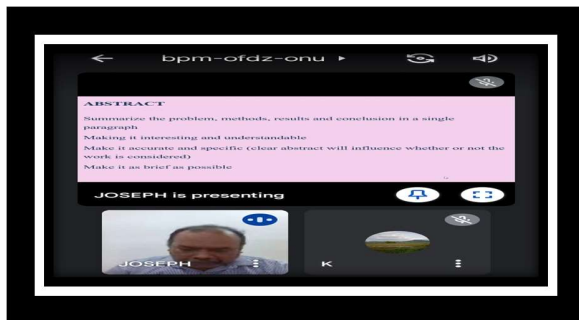 bpm-ofdz-onu
ABSTRACT
Summarize the problem, methods, results and conclusion in a single
paragraph
Making it interesting and understandable
Make it accurate and specific (clear abstract will influence whether or not the
work is considered)
Make it as brief as possible
JOSEPH is presenting
JOSEPH
K